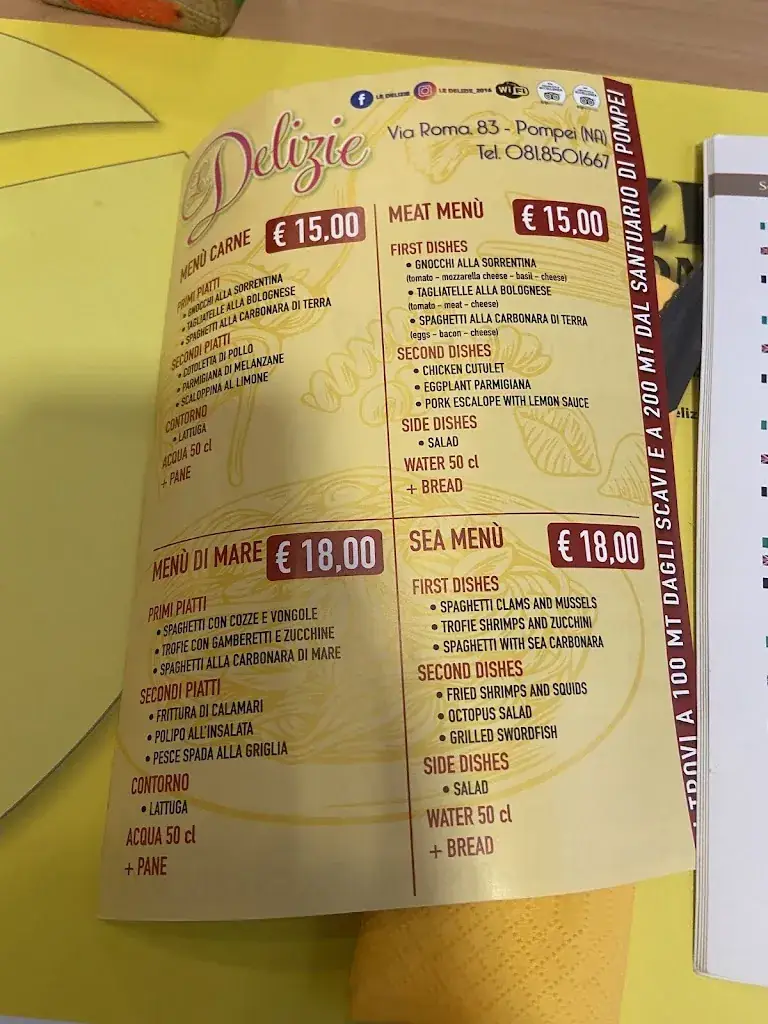 Le Delizie
LE DELIZIE
LE DELIZIE_2016
WiFi
Via Roma, 83 - Pompei (NA)
Tel. 081.8501667
MENÙ CARNE € 15,00
PRIMI PIATTI
• GNOCCHI ALLA SORRENTINA
• TAGLIATELLE ALLA BOLOGNESE
• SPAGHETTI ALLA CARBONARA DI TERRA
SECONDI PIATTI
• COTOLETTA DI POLLO
• PARMIGIANA DI MELANZANE
• SCALOPPINA AL LIMONE
CONTORNO
• LATTUGA
ACQUA 50 cl
+ PANE
MEAT MENÙ € 15,00
FIRST DISHES
• GNOCCHI ALLA SORRENTINA
(tomato – mozzarella cheese – basil – cheese)
• TAGLIATELLE ALLA BOLOGNESE
(tomato – meat – cheese)
• SPAGHETTI ALLA CARBONARA DI TERRA
(eggs – bacon – cheese)
SECOND DISHES
• CHICKEN CUTULET
• EGGPLANT PARMIGIANA
• PORK ESCALOPE WITH LEMON SAUCE
SIDE DISHES
• SALAD
WATER 50 cl
+ BREAD
MENÙ DI MARE € 18,00
PRIMI PIATTI
• SPAGHETTI CON COZZE E VONGOLE
• TROFIE CON GAMBERETTI E ZUCCHINE
• SPAGHETTI ALLA CARBONARA DI MARE
SECONDI PIATTI
• FRITTURA DI CALAMARI
• POLIPO ALL'INSALATA
• PESCE SPADA ALLA GRIGLIA
CONTORNO
• LATTUGA
ACQUA 50 cl
+ PANE
SEA MENÙ € 18,00
FIRST DISHES
• SPAGHETTI CLAMS AND MUSSELS
• TROFIE SHRIMPS AND ZUCCHINI
• SPAGHETTI WITH SEA CARBONARA
SECOND DISHES
• FRIED SHRIMPS AND SQUIDS
• OCTOPUS SALAD
• GRILLED SWORDFISH
SIDE DISHES
• SALAD
WATER 50 cl
+ BREAD
TROVI A 100 MT DAGLI SCAVI E A 200 MT DAL SANTUARIO DI POMPEI